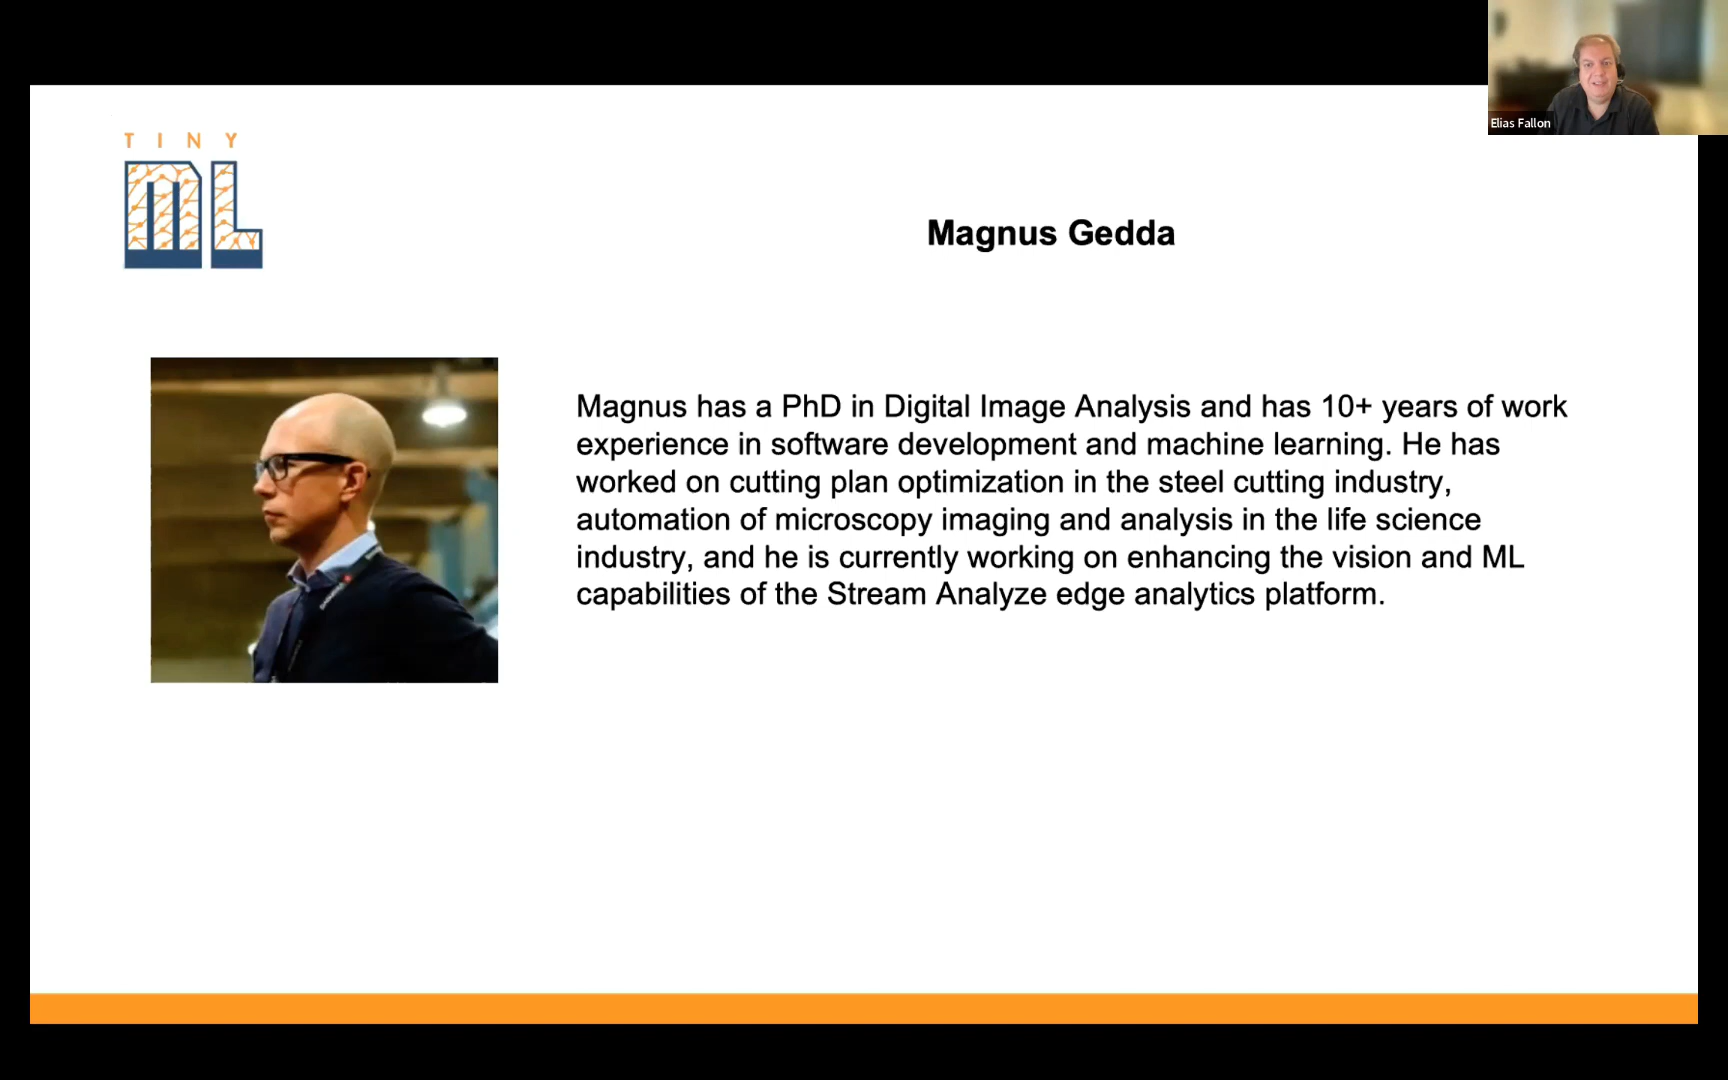 Elias Fallon
TINY
ML
Magnus Gedda
Magnus has a PhD in Digital Image Analysis and has 10+ years of work
experience in software development and machine learning. He has
worked on cutting plan optimization in the steel cutting industry,
automation of microscopy imaging and analysis in the life science
industry, and he is currently working on enhancing the vision and ML
capabilities of the Stream Analyze edge analytics platform.